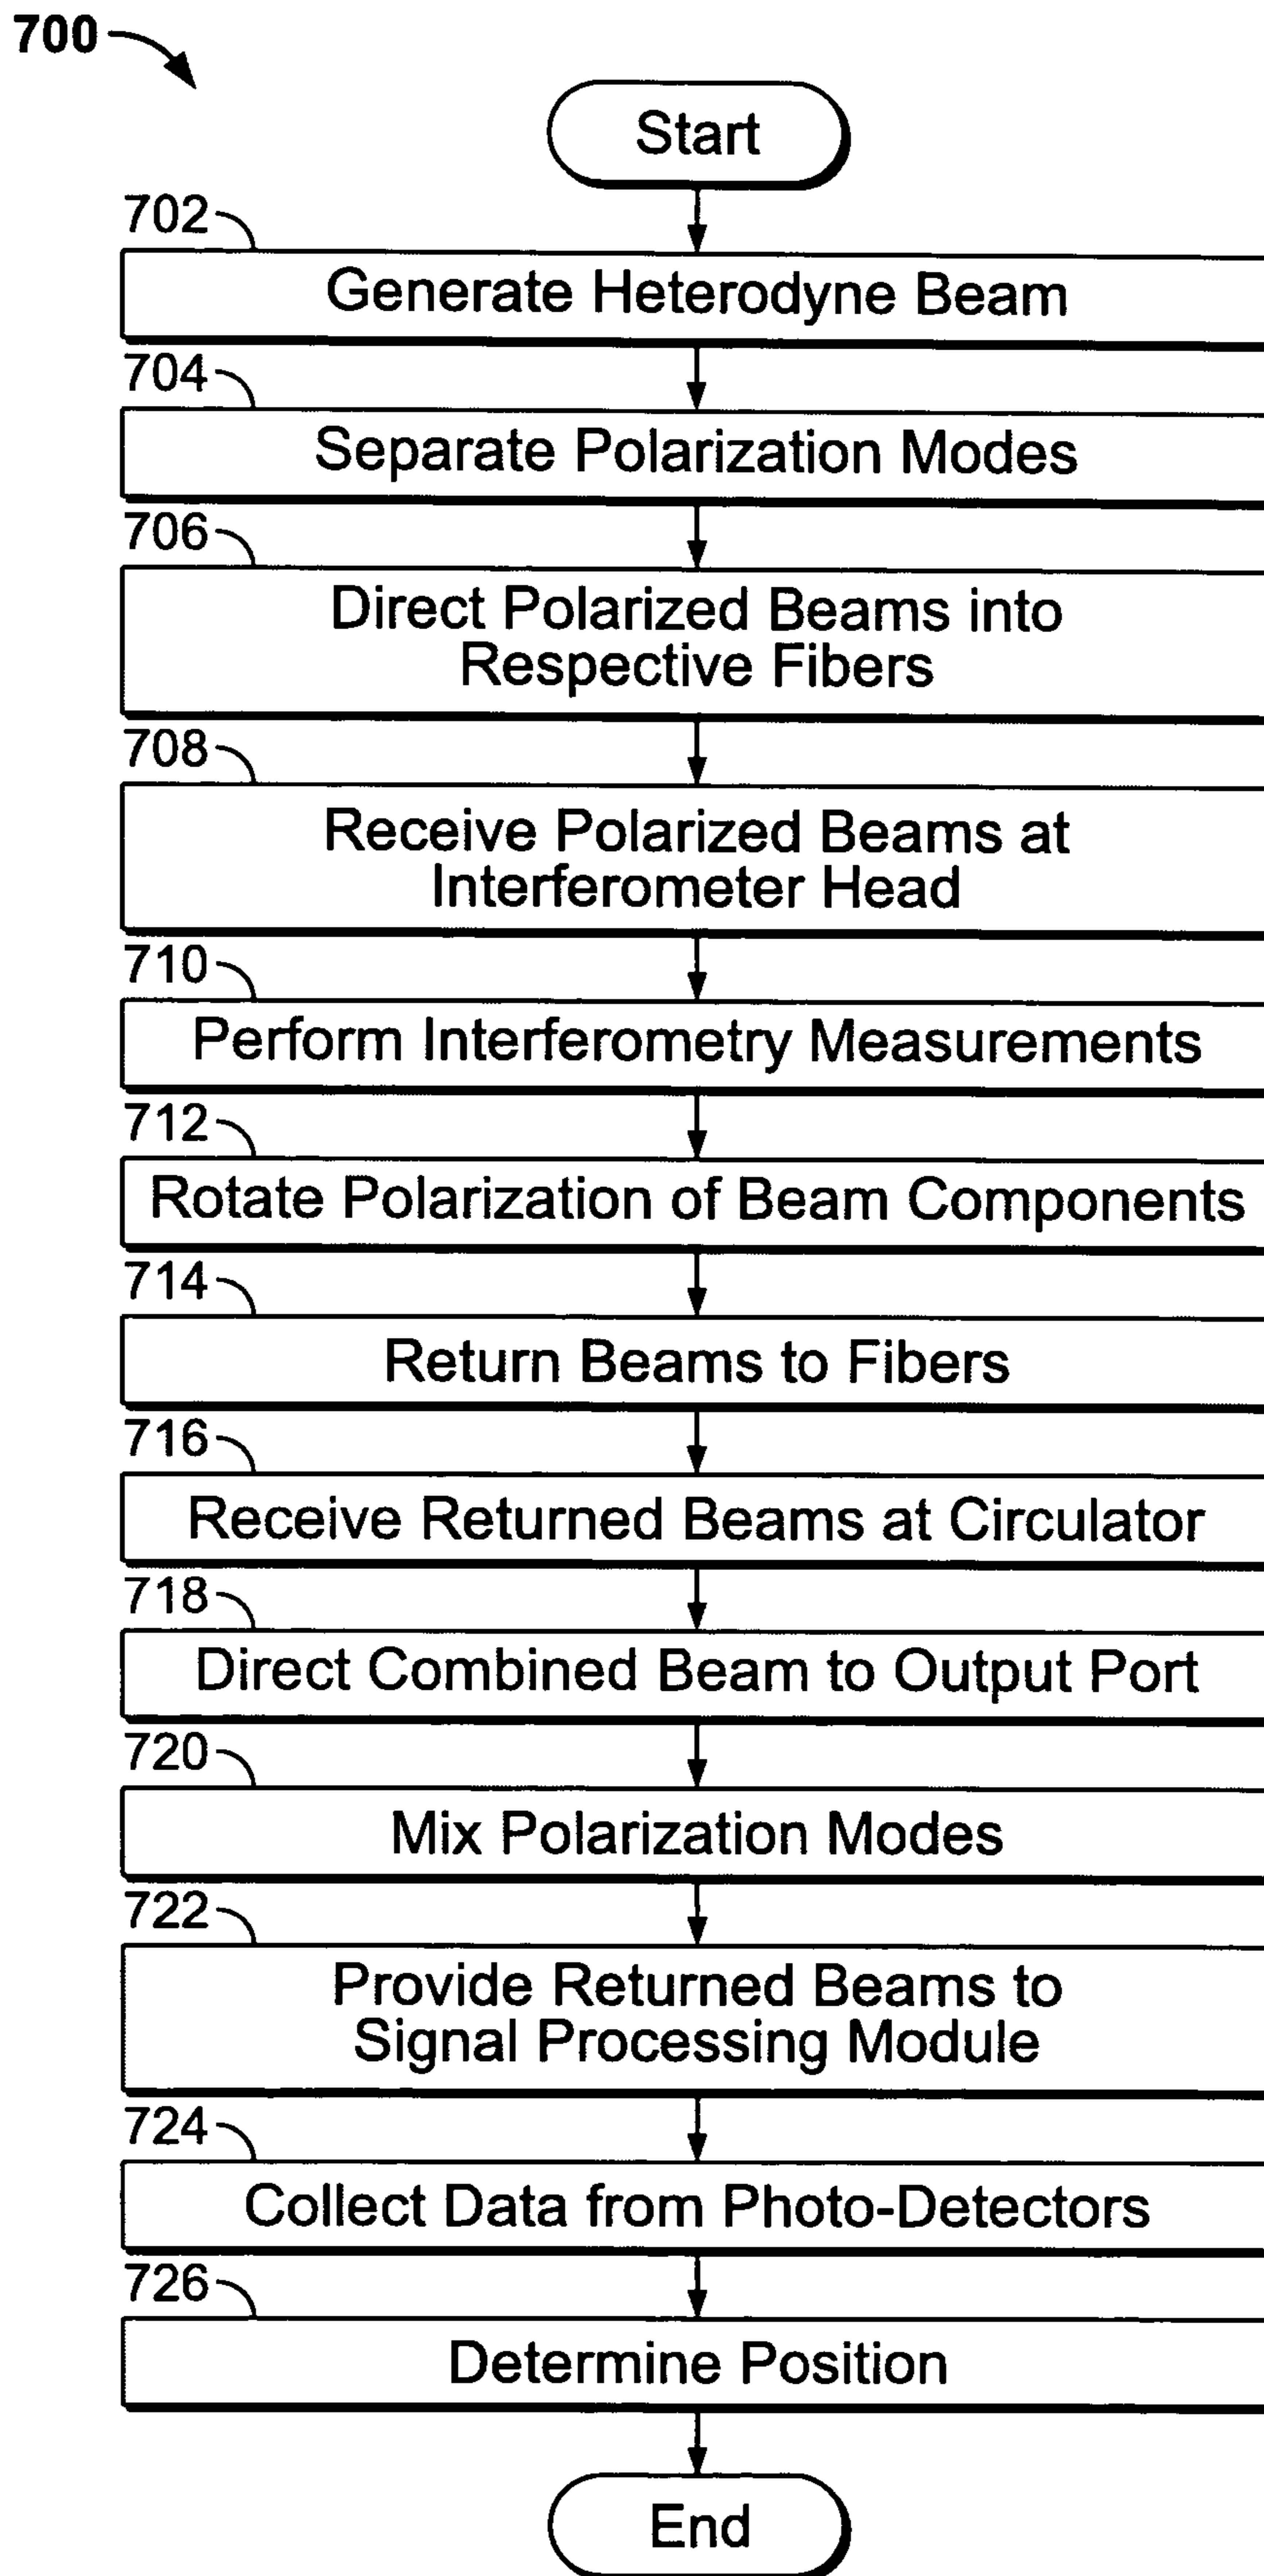 700
Start
702
Generate Heterodyne Beam
704
Separate Polarization Modes
706
Direct Polarized Beams into
Respective Fibers
708
Receive Polarized Beams at
Interferometer Head
710
Perform Interferometry Measurements
712
Rotate Polarization of Beam Components
714
Return Beams to Fibers
716
Receive Returned Beams at Circulator
718
Direct Combined Beam to Output Port
720
Mix Polarization Modes
722
Provide Returned Beams to
Signal Processing Module
724
Collect Data from Photo-Detectors
726
Determine Position
End